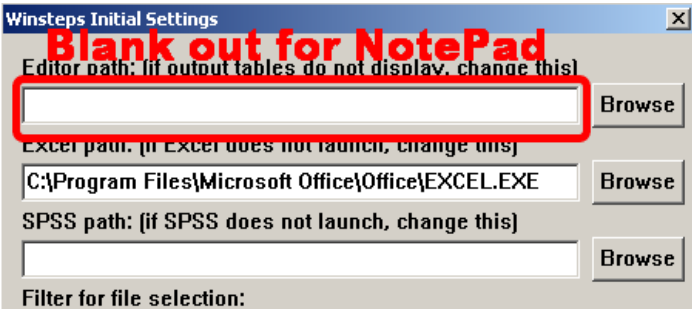 Winsteps Initial Settings
Blank out for NotePad
Editor path: (if output tables do not display, change this)
Browse
Excel path: (if Excel does not launch, change this)
C:\Program Files\Microsoft Office\Office\EXCEL.EXE
Browse
SPSS path: (if SPSS does not launch, change this)
Browse
Filter for file selection: